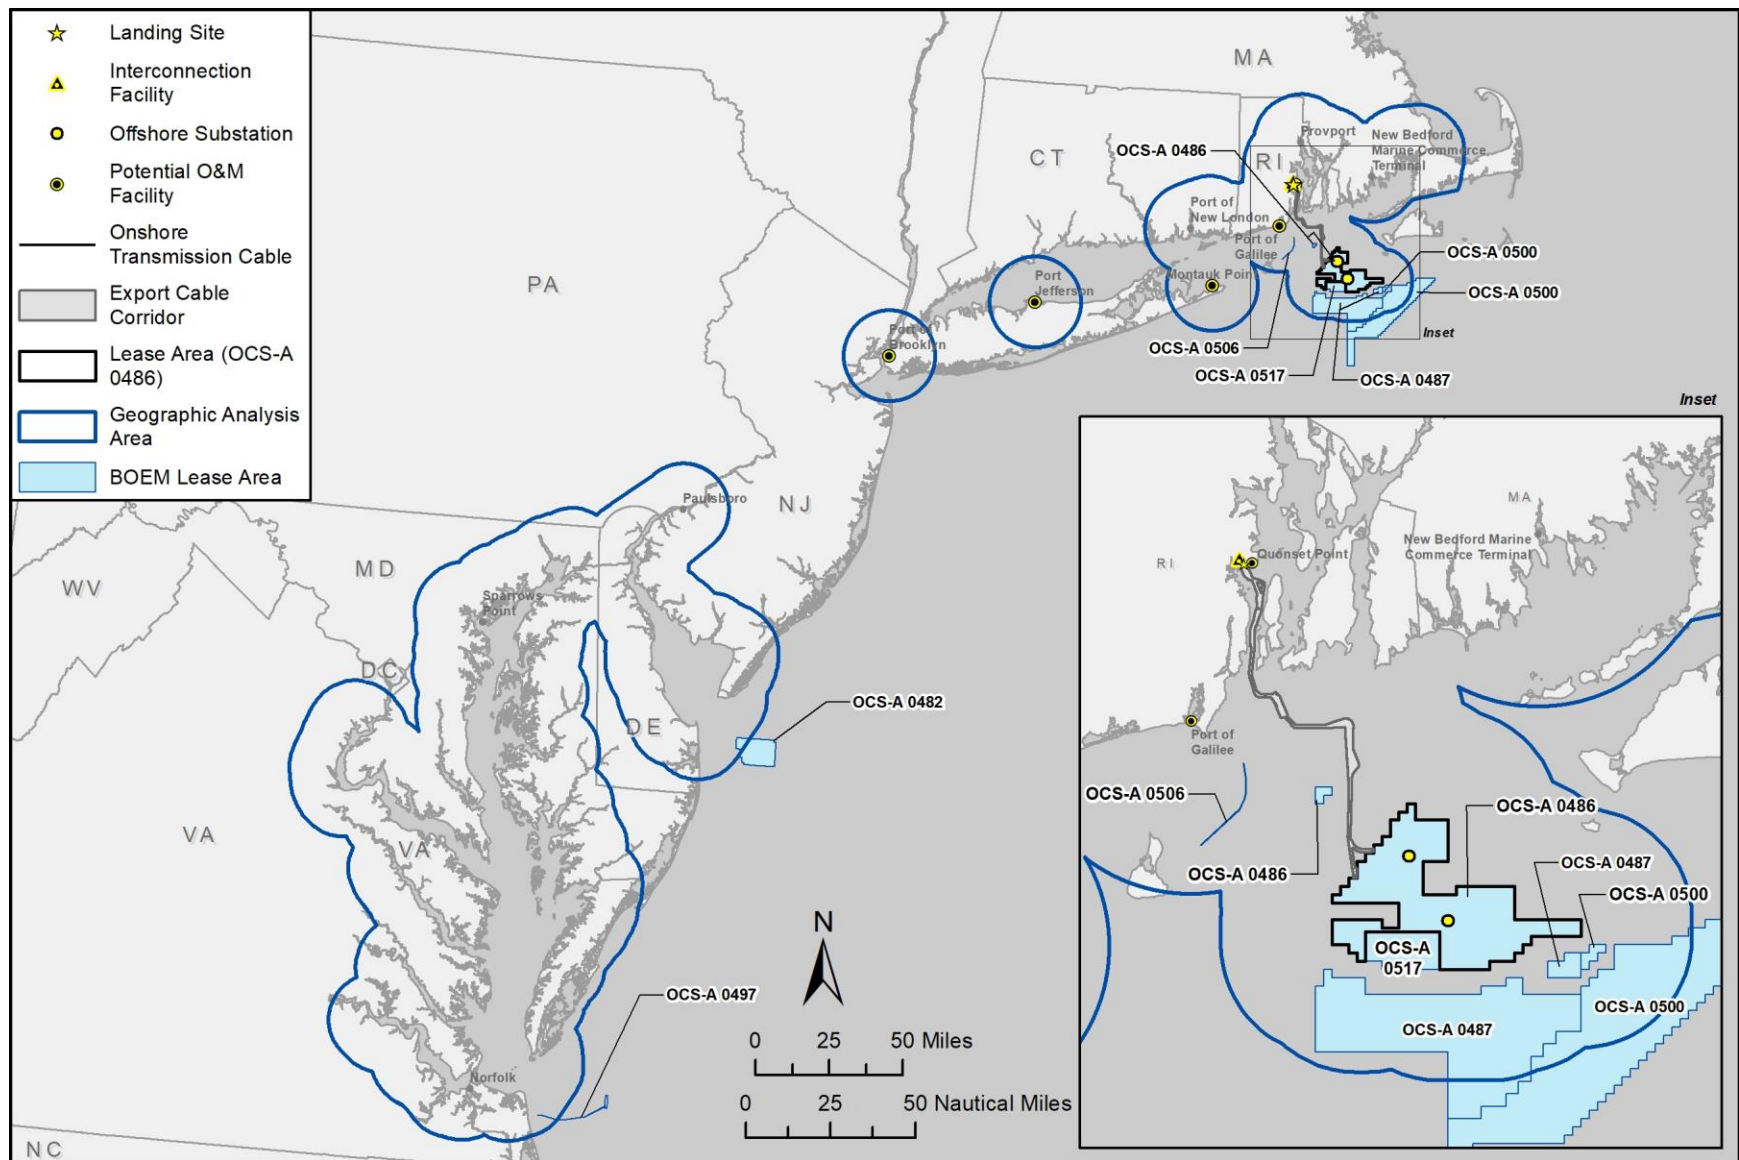 Landing Site
Interconnection
Facility
Offshore Substation
Potential O&M
Facility
Onshore
Transmission Cable
Export Cable
Corridor
Lease Area (OCS-A
0486)
Geographic Analysis
Area
BOEM Lease Area
MA
CT
RI
PA
NJ
MD
WV
DC
DE
VA
VA
NC
Provport
New Bedford
Marine Commerce
Terminal
OCS-A 0486
Port of
New London
Port of
Galilee
Montauk Point
Port
Jefferson
Port of
Brooklyn
OCS-A 0500
OCS-A 0500
Inset
OCS-A 0506
OCS-A 0517
OCS-A 0487
Paulsboro
Sparrows
Point
OCS-A 0482
OCS-A 0497
Norfolk
N
0 25 50 Miles
0 25 50 Nautical Miles
Inset
MA
RI
New Bedford Marine
Commerce Terminal
Quonset Point
Port of
Galilee
OCS-A 0506
OCS-A 0486
OCS-A 0486
OCS-A 0487
OCS-A 0500
OCS-A
0517
OCS-A 0500
OCS-A 0487